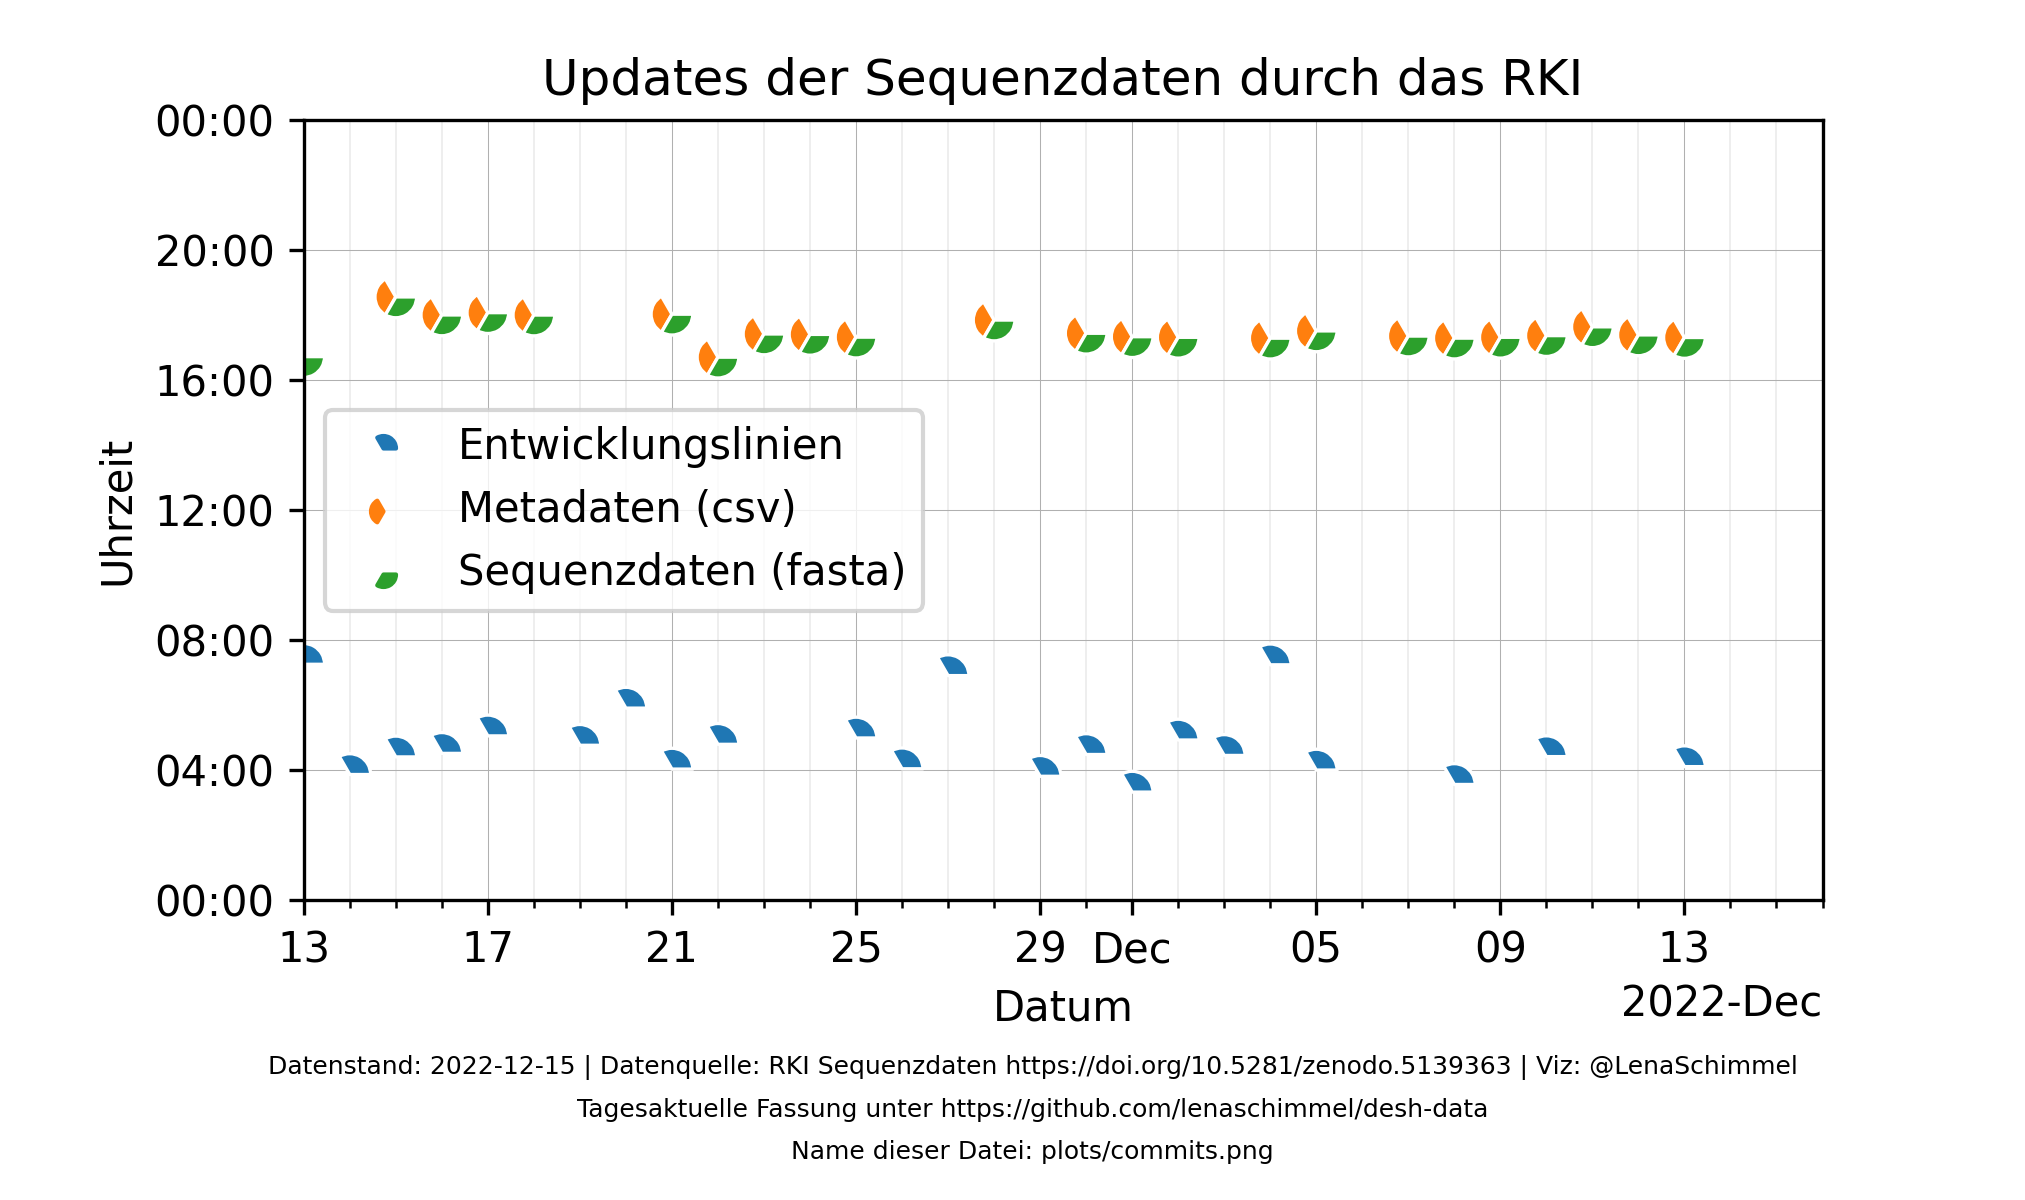 Updates der Sequenzdaten durch das RKI
00:00
20:00
16:00
12:00
08:00
04:00
00:00
Uhrzeit
Entwicklungslinien
Metadaten (csv)
Sequenzdaten (fasta)
13 17 21 25 29 Dec 05 09 13
Datum
2022-Dec
Datenstand: 2022-12-15 | Datenquelle: RKI Sequenzdaten https://doi.org/10.5281/zenodo.5139363 | Viz: @LenaSchimmel
Tagesaktuelle Fassung unter https://github.com/lenaschimmel/desh-data
Name dieser Datei: plots/commits.png